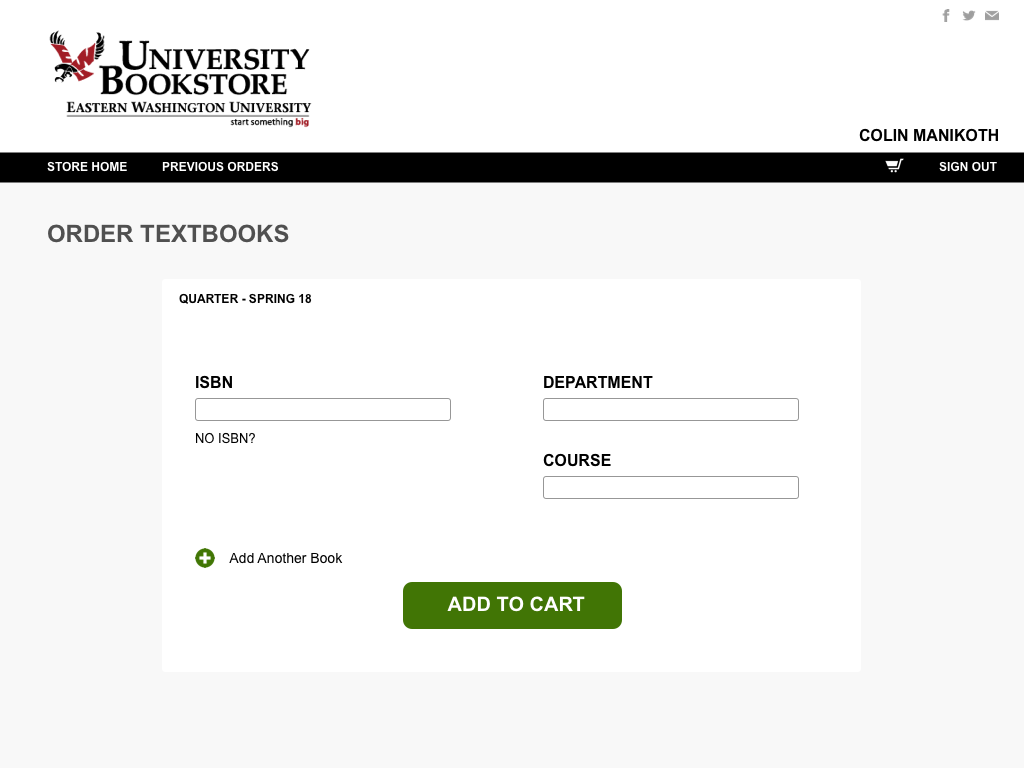 UNIVERSITY
BOOKSTORE
EASTERN WASHINGTON UNIVERSITY
start something big
COLIN MANIKOTH
STORE HOME PREVIOUS ORDERS SIGN OUT
ORDER TEXTBOOKS
QUARTER - SPRING 18
ISBN DEPARTMENT
NO ISBN?
COURSE
Add Another Book
ADD TO CART